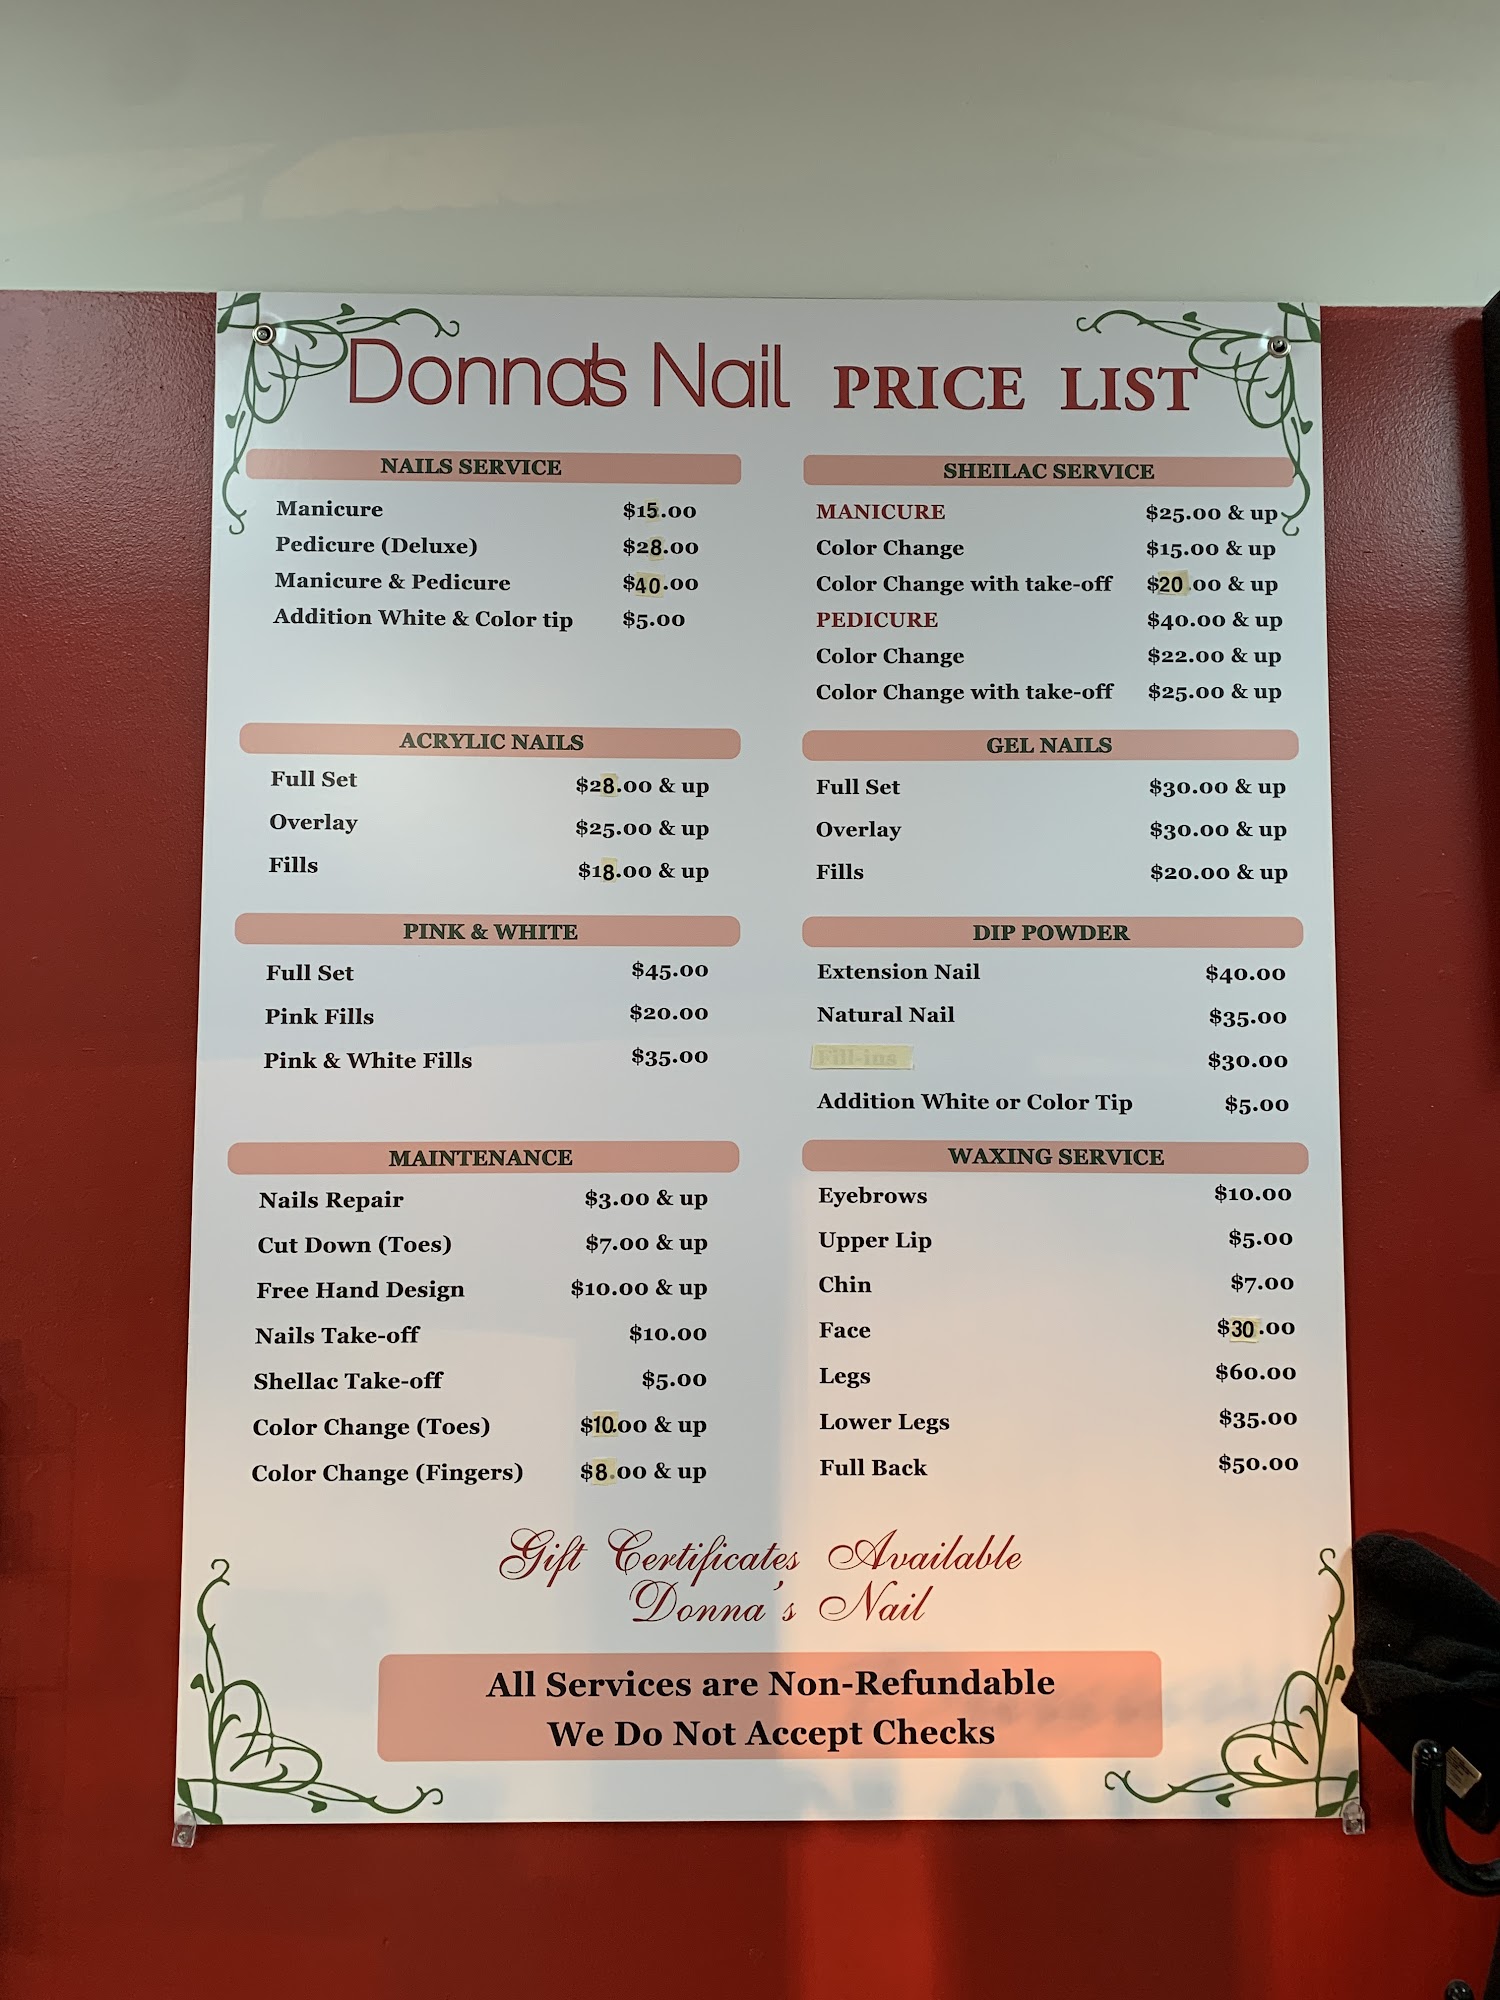 Donna's Nail PRICE LIST
NAILS SERVICE
Manicure $15.00
Pedicure (Deluxe) $28.00
Manicure & Pedicure $40.00
Addition White & Color tip $5.00
SHEILAC SERVICE
MANICURE $25.00 & up
Color Change $15.00 & up
Color Change with take-off $20.00 & up
PEDICURE $40.00 & up
Color Change $22.00 & up
Color Change with take-off $25.00 & up
ACRYLIC NAILS
Full Set $28.00 & up
Overlay $25.00 & up
Fills $18.00 & up
GEL NAILS
Full Set $30.00 & up
Overlay $30.00 & up
Fills $20.00 & up
PINK & WHITE
Full Set $45.00
Pink Fills $20.00
Pink & White Fills $35.00
DIP POWDER
Extension Nail $40.00
Natural Nail $35.00
Fill-ins $30.00
Addition White or Color Tip $5.00
MAINTENANCE
Nails Repair $3.00 & up
Cut Down (Toes) $7.00 & up
Free Hand Design $10.00 & up
Nails Take-off $10.00
Shellac Take-off $5.00
Color Change (Toes) $10.00 & up
Color Change (Fingers) $8.00 & up
WAXING SERVICE
Eyebrows $10.00
Upper Lip $5.00
Chin $7.00
Face $30.00
Legs $60.00
Lower Legs $35.00
Full Back $50.00
Gift Certificates Available
Donna's Nail
All Services are Non-Refundable
We Do Not Accept Checks